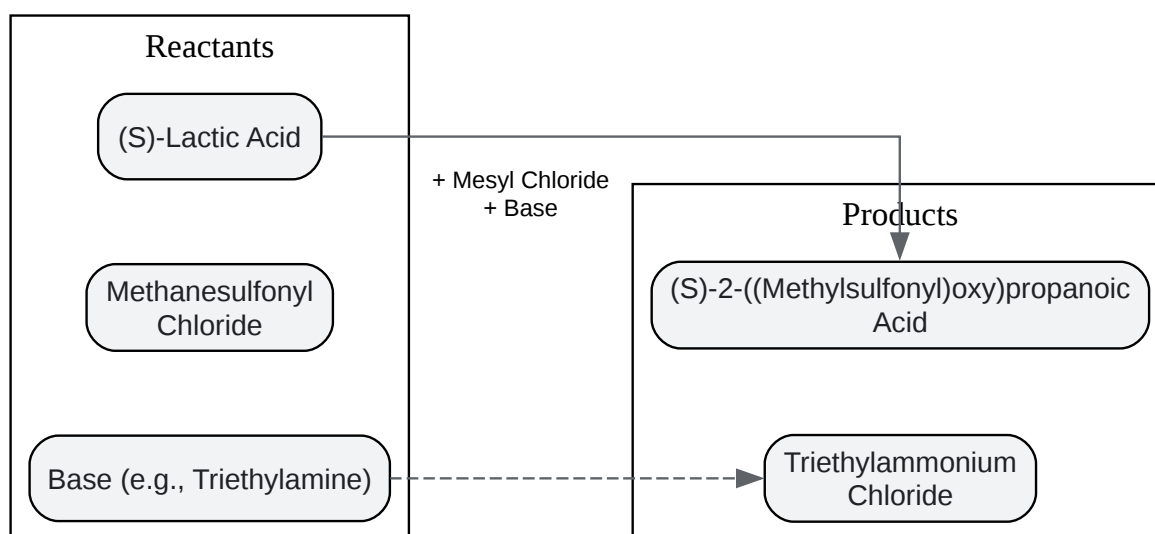 Reactants
(S)-Lactic Acid
+ Mesyl Chloride
+ Base
Products
Methanesulfonyl
Chloride
(S)-2-((Methylsulfonyl)oxy)propanoic
Acid
Base (e.g., Triethylamine)
Triethylammonium
Chloride